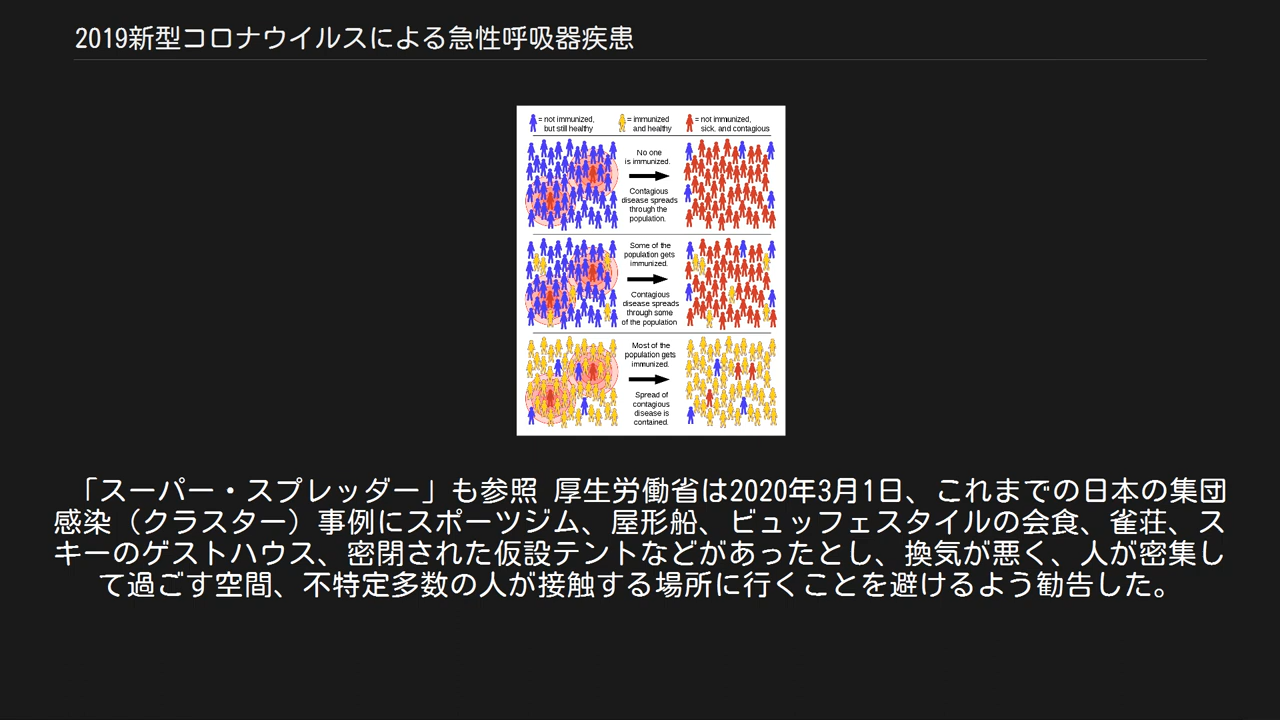 2019新型コロナウイルスによる急性呼吸器疾患
= not immunized,
but still healthy
= immunized
and healthy
= not immunized,
sick, and contagious
No one
is immunized.
Contagious
disease spreads
through the
population.
Some of the
population gets
immunized.
Contagious
disease spreads
through some
of the population
Most of the
population gets
immunized.
Spread of
contagious
disease is
contained.
「スーパー・スプレッダー」も参照 厚生労働省は2020年3月1日、これまでの日本の集団
感染（クラスター）事例にスポーツジム、屋形船、ビュッフェスタイルの会食、雀荘、ス
キーのゲストハウス、密閉された仮設テントなどがあったとし、換気が悪く、人が密集し
て過ごす空間、不特定多数の人が接触する場所に行くことを避けるよう勧告した。